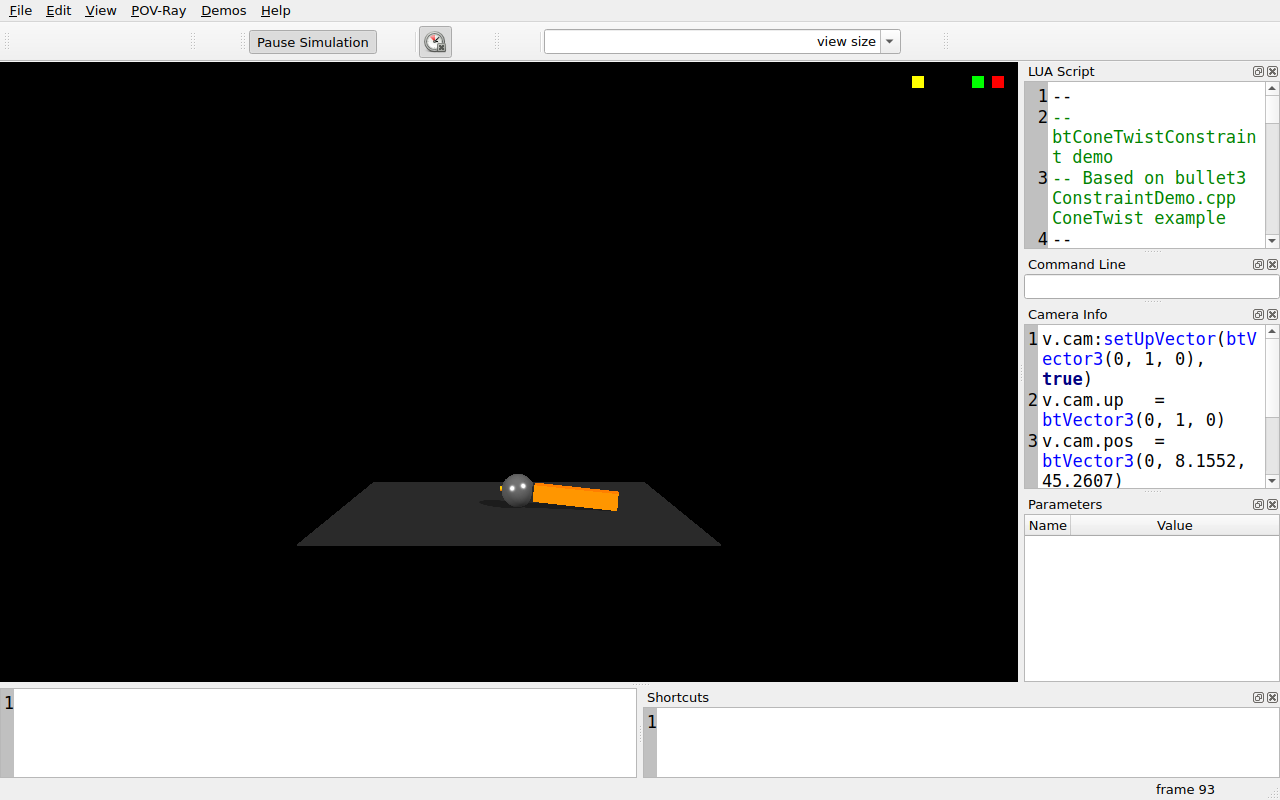 File Edit View POV-Ray Demos Help
Pause Simulation
view size
LUA Script
1 --
2 --
btConeTwistConstrain
t demo
3 -- Based on bullet3
ConstraintDemo.cpp
ConeTwist example
4 --
Command Line
Camera Info
1 v.cam:setUpVector(btV
ector3(0, 1, 0),
true)
2 v.cam.up   =
btVector3(0, 1, 0)
3 v.cam.pos  =
btVector3(0, 8.1552,
45.2607)
Parameters
Name Value
1
Shortcuts
1
frame 93